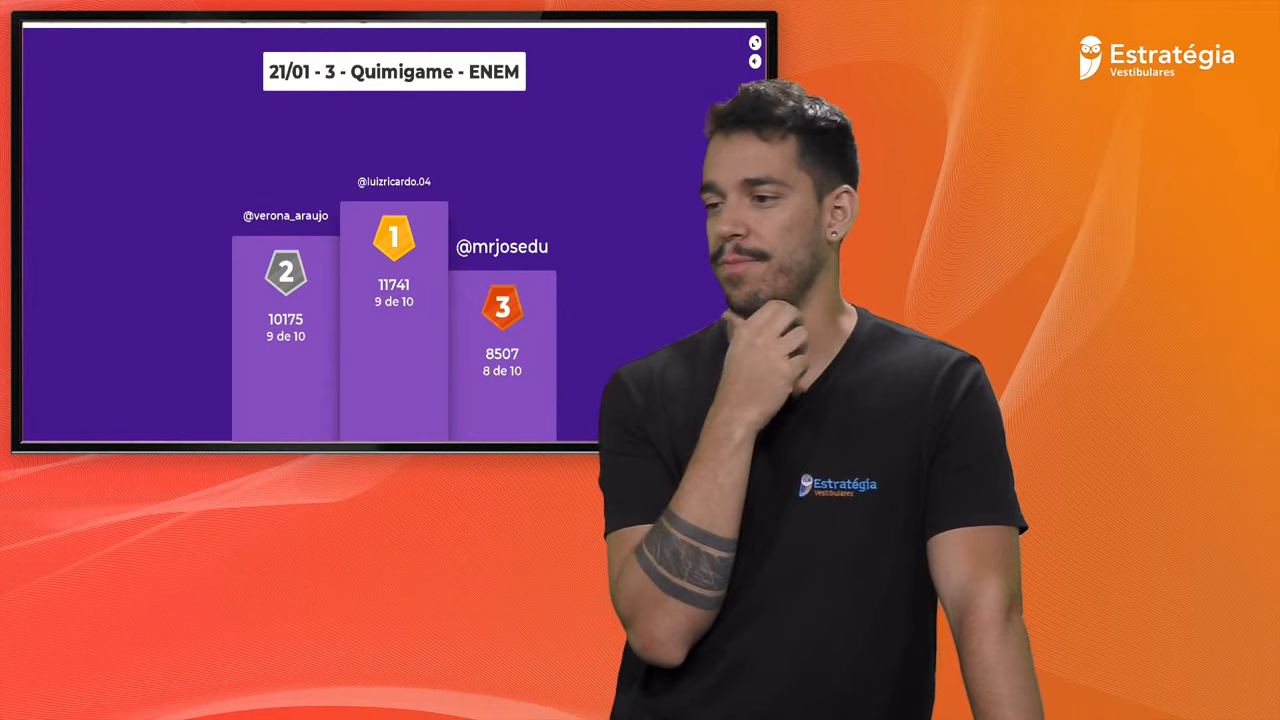 21/01 - 3 - Quimigame - ENEM
@luizricardo.04
1
11741
9 de 10
@verona_araujo
2
10175
9 de 10
@mrjosedu
3
8507
8 de 10
Estratégia
Vestibulares
Estratégia
Vestibulares